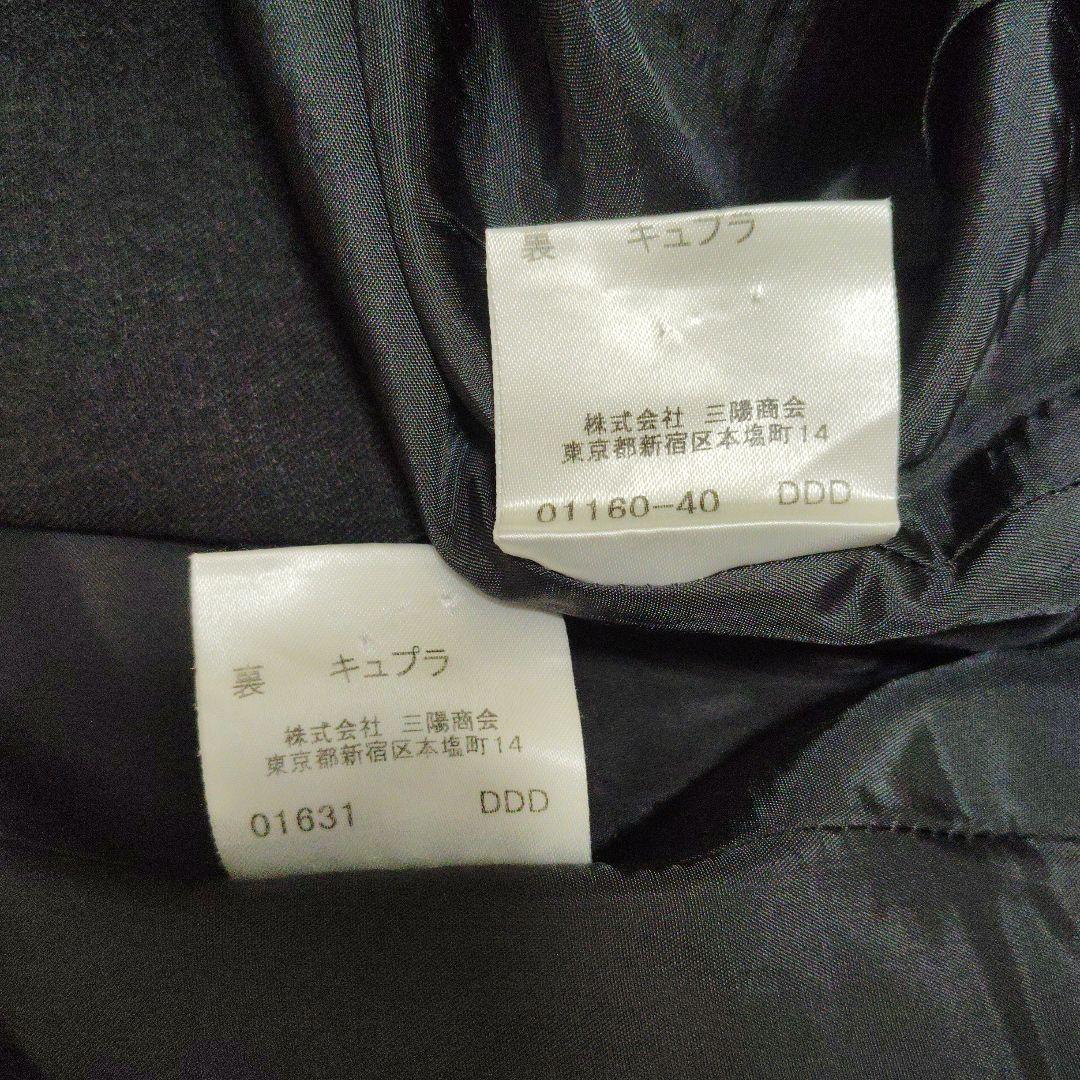 裏 キュプラ
株式会社 三陽商会
東京都新宿区本塩町14
01160-40 DDD
裏 キュプラ
株式会社 三陽商会
東京都新宿区本塩町14
01631 DDD